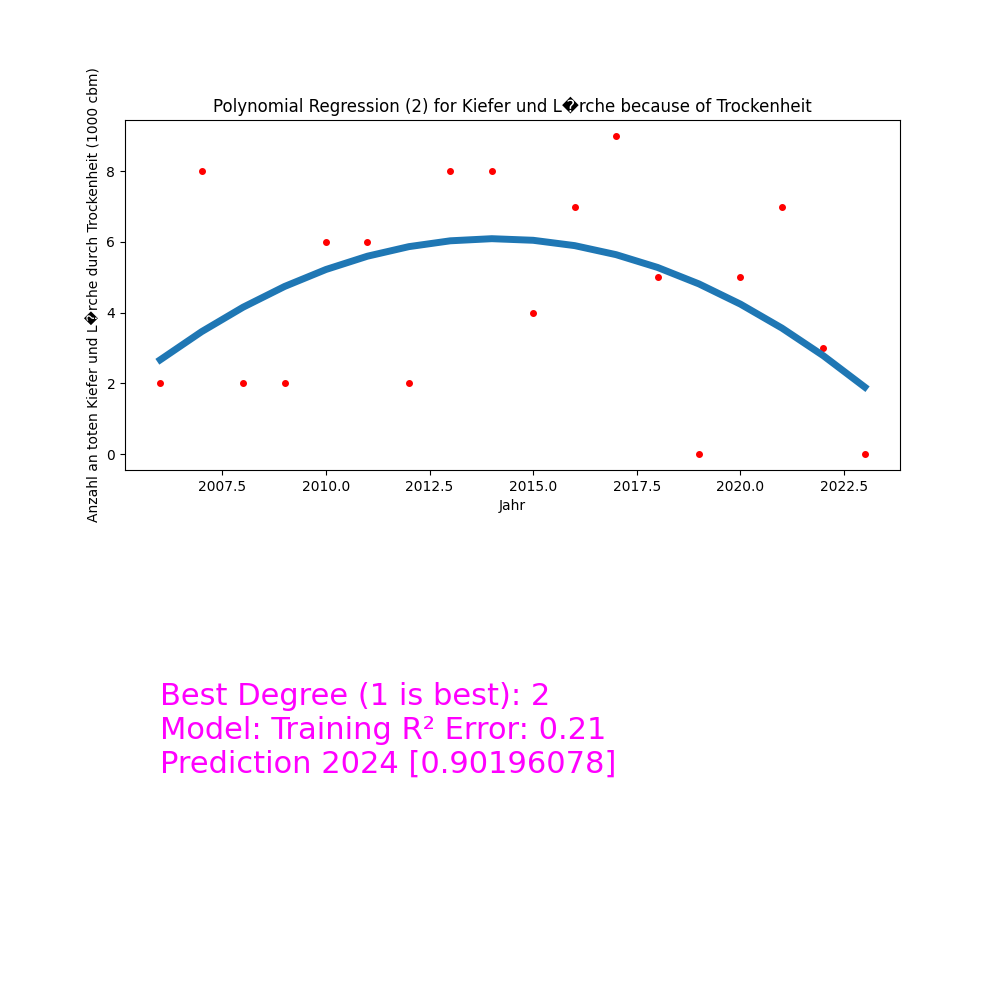 Polynomial Regression (2) for Kiefer und L�rche because of Trockenheit
Anzahl an toten Kiefer und L�rche durch Trockenheit (1000 cbm)
8
6
4
2
0
2007.5 2010.0 2012.5 2015.0 2017.5 2020.0 2022.5
Jahr
Best Degree (1 is best): 2
Model: Training R² Error: 0.21
Prediction 2024 [0.90196078]